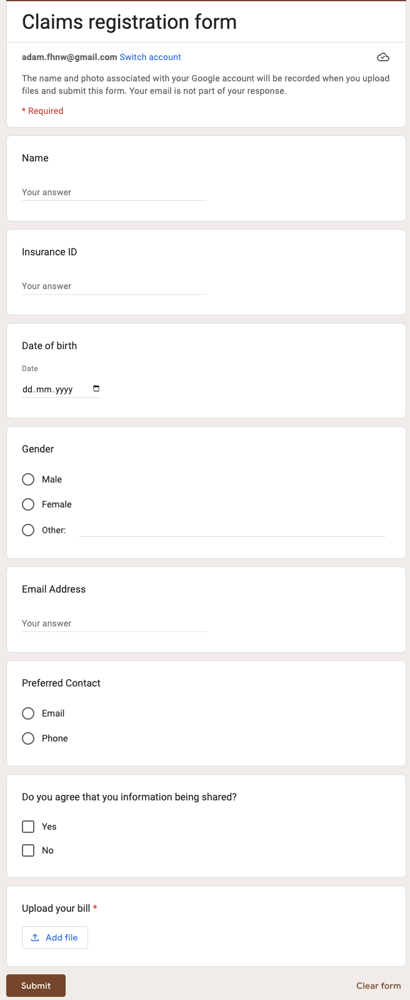 Claims registration form
adam.fhnw@gmail.com Switch account
The name and photo associated with your Google account will be recorded when you upload
files and submit this form. Your email is not part of your response.
* Required
Name
Your answer
Insurance ID
Your answer
Date of birth
Date
dd.mm.yyyy
Gender
Male
Female
Other:
Email Address
Your answer
Preferred Contact
Email
Phone
Do you agree that you information being shared?
Yes
No
Upload your bill *
Add file
Submit Clear form